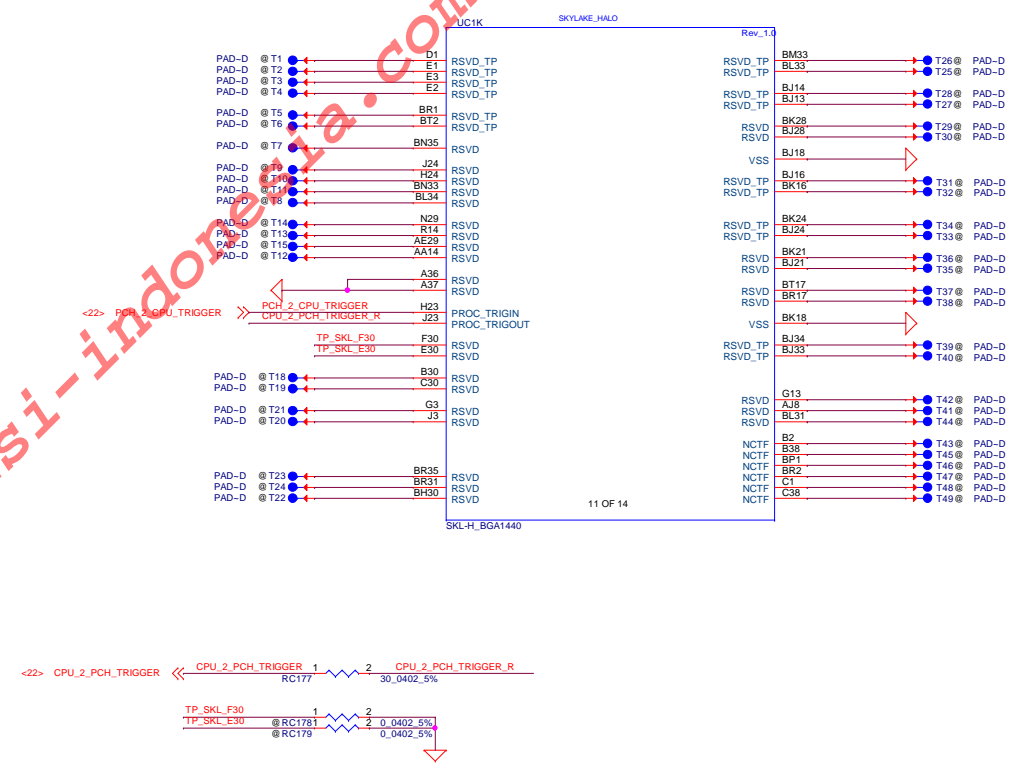 UC1K
SKYLAKE_HALO
Rev_1.0
PAD~D @ T1 D1 RSVD_TP
PAD~D @ T2 E1 RSVD_TP
PAD~D @ T3 E3 RSVD_TP
PAD~D @ T4 E2 RSVD_TP
PAD~D @ T5 BR1 RSVD_TP
PAD~D @ T6 BT2 RSVD_TP
PAD~D @ T7 BN35 RSVD
PAD~D @ T9 J24 RSVD
PAD~D @ T10 H24 RSVD
PAD~D @ T11 BN33 RSVD
PAD~D @ T8 BL34 RSVD
PAD~D @ T14 N29 RSVD
PAD~D @ T13 R14 RSVD
PAD~D @ T15 AE29 RSVD
PAD~D @ T12 AA14 RSVD
A36 RSVD
A37 RSVD
<22> PCH_2_CPU_TRIGGER PCH_2_CPU_TRIGGER H23 PROC_TRIGIN
CPU_2_PCH_TRIGGER_R J23 PROC_TRIGOUT
TP_SKL_F30 F30 RSVD
TP_SKL_E30 E30 RSVD
PAD~D @ T18 B30 RSVD
PAD~D @ T19 C30 RSVD
PAD~D @ T21 G3 RSVD
PAD~D @ T20 J3 RSVD
PAD~D @ T23 BR35 RSVD
PAD~D @ T24 BR31 RSVD
PAD~D @ T22 BH30 RSVD
RSVD_TP BM33 T26@ PAD~D
RSVD_TP BL33 T25@ PAD~D
RSVD_TP BJ14 T28@ PAD~D
RSVD_TP BJ13 T27@ PAD~D
RSVD BK28 T29@ PAD~D
RSVD BJ28 T30@ PAD~D
VSS BJ18
RSVD_TP BJ16 T31@ PAD~D
RSVD_TP BK16 T32@ PAD~D
RSVD_TP BK24 T34@ PAD~D
RSVD_TP BJ24 T33@ PAD~D
RSVD BK21 T36@ PAD~D
RSVD BJ21 T35@ PAD~D
RSVD BT17 T37@ PAD~D
RSVD BR17 T38@ PAD~D
VSS BK18
RSVD_TP BJ34 T39@ PAD~D
RSVD_TP BJ33 T40@ PAD~D
RSVD G13 T42@ PAD~D
RSVD AJ8 T41@ PAD~D
RSVD BL31 T44@ PAD~D
NCTF B2 T43@ PAD~D
NCTF B38 T45@ PAD~D
NCTF BP1 T46@ PAD~D
NCTF BR2 T47@ PAD~D
NCTF C1 T48@ PAD~D
NCTF C38 T49@ PAD~D
11 OF 14
SKL-H_BGA1440
si-indonesia.com
<22> CPU_2_PCH_TRIGGER CPU_2_PCH_TRIGGER 1 2 CPU_2_PCH_TRIGGER_R
RC177 30_0402_5%
TP_SKL_F30 1 2
TP_SKL_E30 @ RC178 1 2 0_0402_5%
@ RC179 0_0402_5%